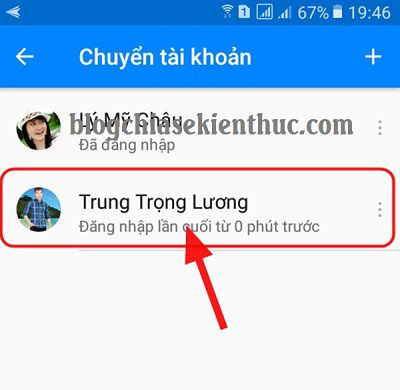 67% 19:46
Chuyển tài khoản
Lý Mỹ Châu
blogchiasekienthuc.com
Đã đăng nhập
Trung Trọng Lương
Đăng nhập lần cuối từ 0 phút trước